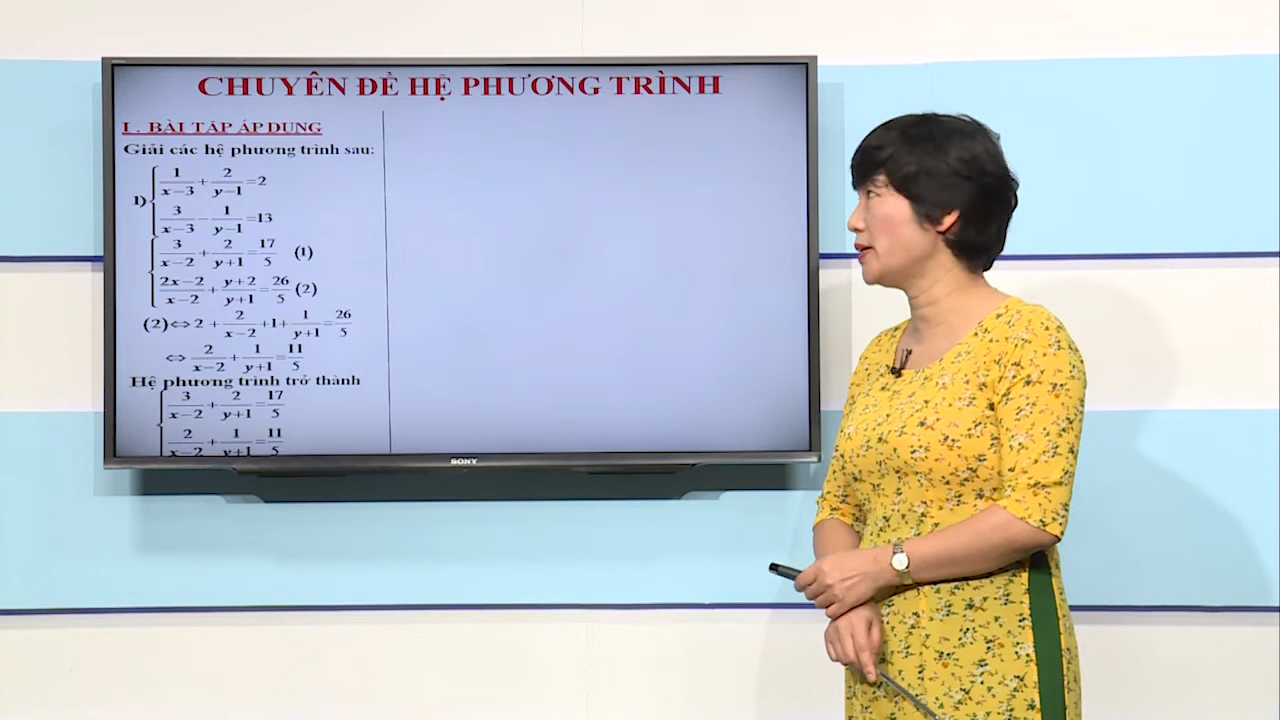 CHUYÊN ĐỀ HỆ PHƯƠNG TRÌNH
I. BÀI TẬP ÁP DỤNG
Giải các hệ phương trình sau:
1) { 1/(x−3) + 2/(y−1) =2
3/(x−3) − 1/(y−1) =13
{ 3/(x−2) + 2/(y+1) = 17/5 (1)
(2x−2)/(x−2) + (y+2)/(y+1) = 26/5 (2)
(2) ⇔ 2 + 2/(x−2) + 1 + 1/(y+1) = 26/5
⇔ 2/(x−2) + 1/(y+1) = 11/5
Hệ phương trình trở thành
{ 3/(x−2) + 2/(y+1) = 17/5
2/(x−2) + 1/(y+1) = 11/5
SONY